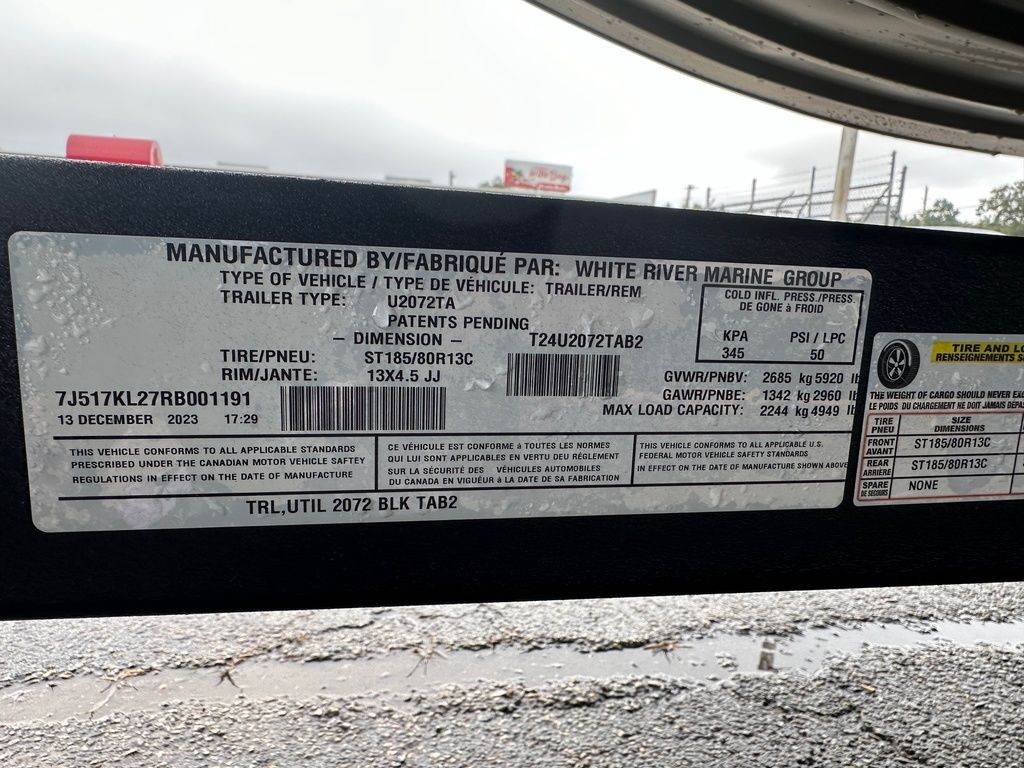 MANUFACTURED BY/FABRIQUÉ PAR: WHITE RIVER MARINE GROUP
TYPE OF VEHICLE / TYPE DE VÉHICULE: TRAILER/REM
TRAILER TYPE: U2072TA
PATENTS PENDING
— DIMENSION — T24U2072TAB2
TIRE/PNEU: ST185/80R13C
RIM/JANTE: 13X4.5 JJ
COLD INFL. PRESS./PRESS.
DE GONE à FROID
KPA PSI / LPC
345 50
GVWR/PNBV: 2685 kg 5920 lb
GAWR/PNBE: 1342 kg 2960 lb
MAX LOAD CAPACITY: 2244 kg 4949 lb
7J517KL27RB001191
13 DECEMBER 2023 17:29
THIS VEHICLE CONFORMS TO ALL APPLICABLE STANDARDS
PRESCRIBED UNDER THE CANADIAN MOTOR VEHICLE SAFTEY
REGULATIONS IN EFFECT ON THE DATE OF MANUFACTURE
CE VÉHICULE EST CONFORME à TOUTES LES NORMES
QUI LUI SONT APPLICABLES EN VERTU DEU RÉGLEMENT
SUR LA SÉCURITÉ DES VÉHICULES AUTOMOBILES
DU CANADA EN VIGUEÛR à LA DATE DE SA FABRICATION
THIS VEHICLE CONFORMS TO ALL APPLICABLE U.S.
FEDERAL MOTOR VEHICLE SAFETY STANDARDS
IN EFFECT ON THE DATE OF MANUFACTURE SHOWN ABOVE
TRL,UTIL 2072 BLK TAB2
TIRE AND LO
RENSEIGNEMENTS S
THE WEIGHT OF CARGO SHOULD NEVER EXC
LE POIDS DU CHARGEMENT NE DOIT JAMAIS DÉPAS
TIRE
PNEU
SIZE
DIMENSIONS
FRONT
AVANT
ST185/80R13C
REAR
ARRIÈRE
ST185/80R13C
SPARE
DE SECOURS
NONE